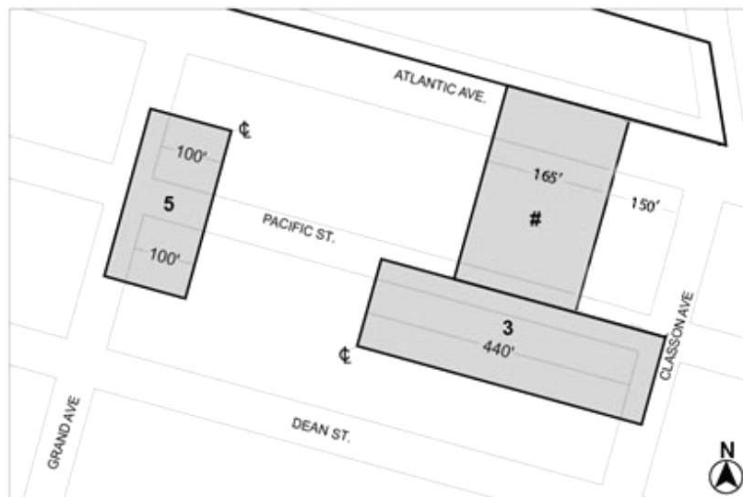 ATLANTIC AVE.
℄
100'
165'
5
150'
#
PACIFIC ST.
100'
3
440'
℄
CLASSON AVE
DEAN ST.
GRAND AVE
N